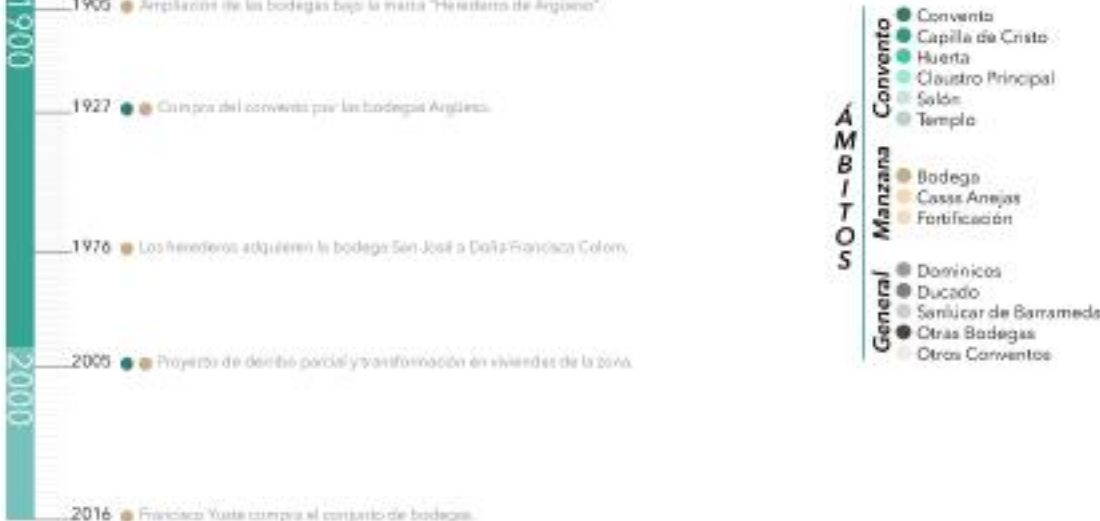 1900
1905 Ampliación de las bodegas bajo la marca "Herederos de Argüeso".
1927 Compra del convento por las bodegas Argüeso.
1976 Los herederos adquieren la bodega San José a Doña Francisca Colom.
2000
2005 Proyecto de derribo parcial y transformación en viviendas de la zona.
2016 Francisco Yuste compra el conjunto de bodegas.
ÁMBITOS
Convento
Convento
Capilla de Cristo
Huerta
Claustro Principal
Salón
Templo
Manzana
Bodega
Casas Anejas
Fortificación
General
Dominicos
Ducado
Sanlúcar de Barrameda
Otras Bodegas
Otros Conventos